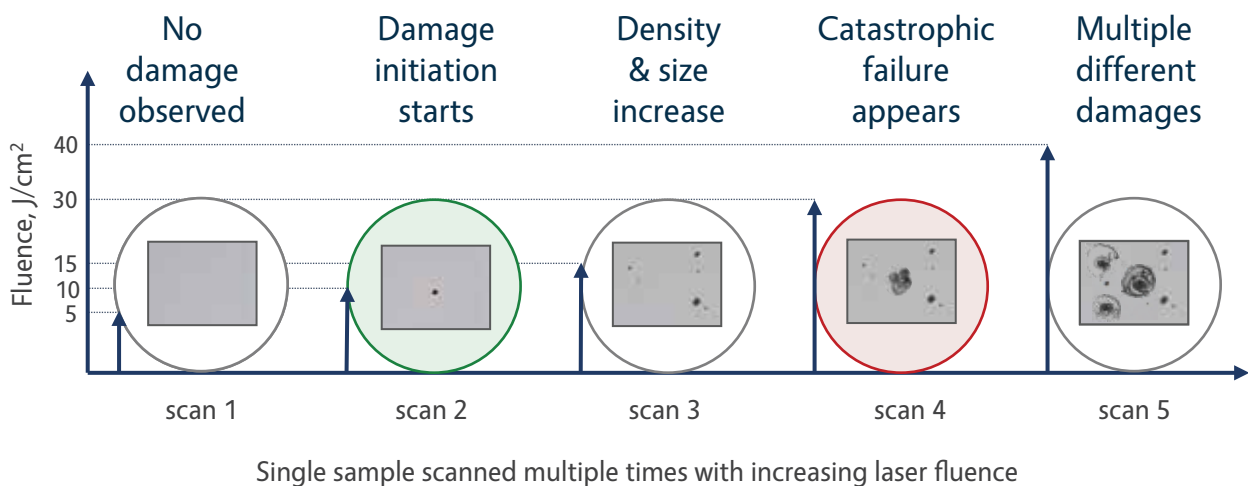 No
damage
observed
Damage
initiation
starts
Density
& size
increase
Catastrophic
failure
appears
Multiple
different
damages
Fluence, J/cm²
40
30
15
10
5
scan 1
scan 2
scan 3
scan 4
scan 5
Single sample scanned multiple times with increasing laser fluence